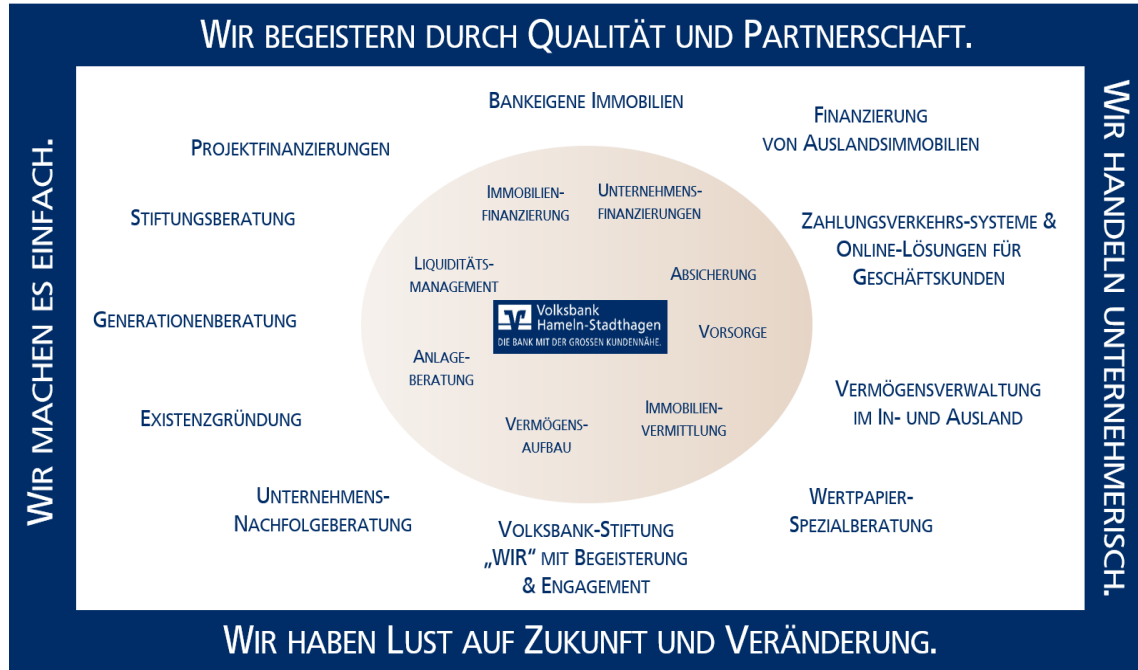 Wir begeistern durch Qualität und Partnerschaft.
Wir machen es einfach.
Wir handeln unternehmerisch.
Bankeigene Immobilien
Finanzierung
von Auslandsimmobilien
Projektfinanzierungen
Immobilien-
finanzierung
Unternehmens-
finanzierungen
Stiftungsberatung
Zahlungsverkehrs-systeme &
Online-Lösungen für
Geschäftskunden
Liquiditäts-
management
Absicherung
Generationenberatung
Volksbank
Hameln-Stadthagen
DIE BANK MIT DER GROSSEN KUNDENNÄHE.
Vorsorge
Anlage-
beratung
Vermögensverwaltung
im In- und Ausland
Existenzgründung
Vermögens-
aufbau
Immobilien-
vermittlung
Unternehmens-
Nachfolgeberatung
Wertpapier-
Spezialberatung
Volksbank-Stiftung
„WIR“ mit Begeisterung
& Engagement
Wir haben Lust auf Zukunft und Veränderung.